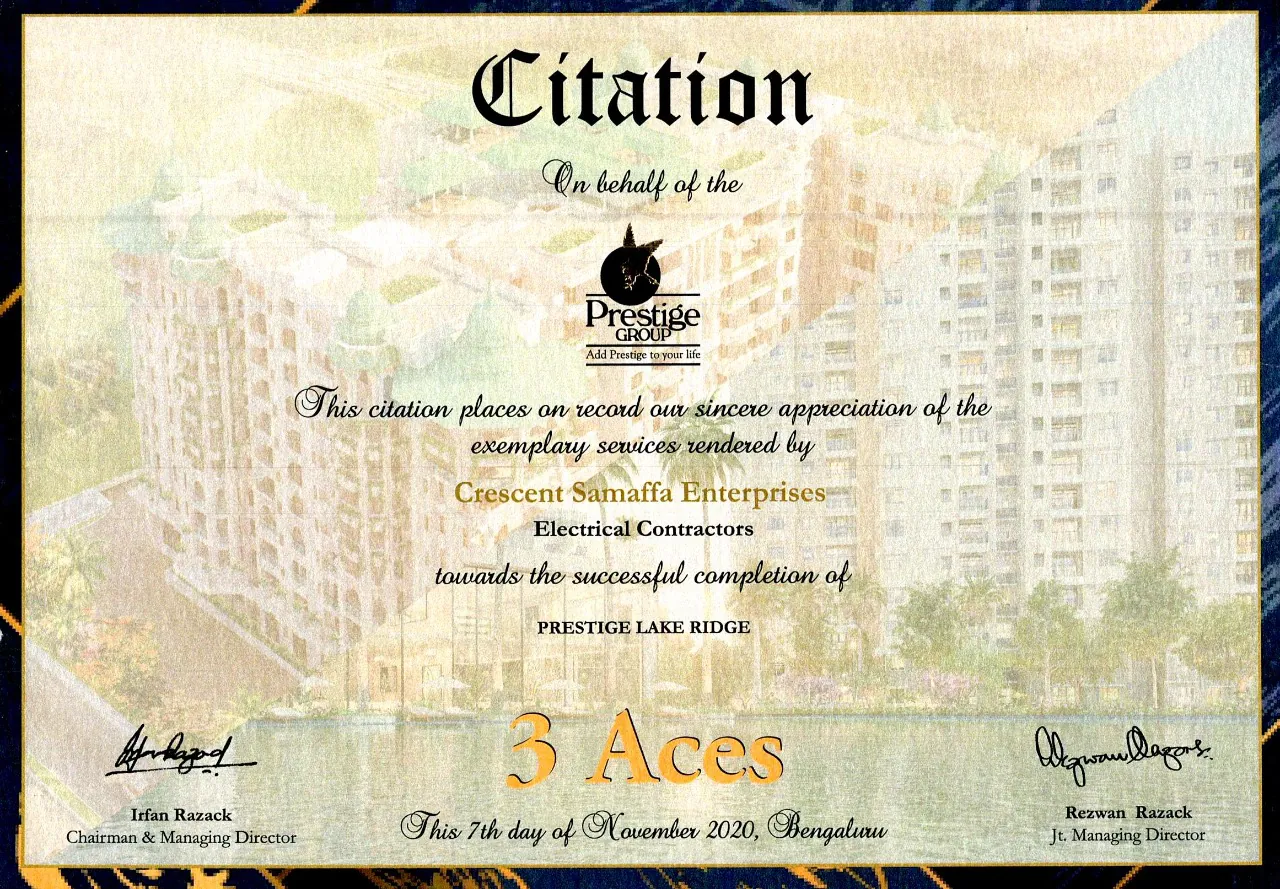 Citation
On behalf of the
Prestige
GROUP
Add Prestige to your life
This citation places on record our sincere appreciation of the
exemplary services rendered by
Crescent Samaffa Enterprises
Electrical Contractors
towards the successful completion of
PRESTIGE LAKE RIDGE
3 Aces
Irfan Razack
Chairman & Managing Director
This 7th day of November 2020, Bengaluru
Rezwan Razack
Jt. Managing Director